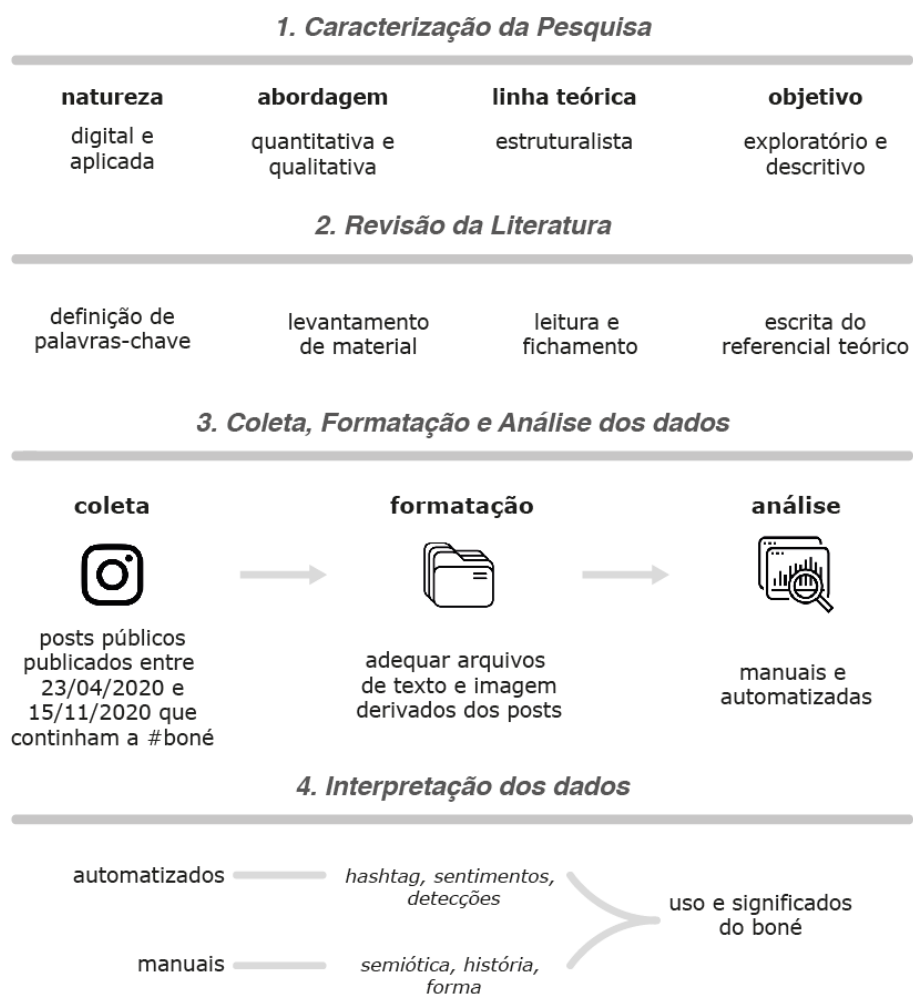 1. Caracterização da Pesquisa
natureza
digital e
aplicada
abordagem
quantitativa e
qualitativa
linha teórica
estruturalista
objetivo
exploratório e
descritivo
2. Revisão da Literatura
definição de
palavras-chave
levantamento
de material
leitura e
fichamento
escrita do
referencial teórico
3. Coleta, Formatação e Análise dos dados
coleta
posts públicos
publicados entre
23/04/2020 e
15/11/2020 que
continham a #boné
formatação
adequar arquivos
de texto e imagem
derivados dos posts
análise
manuais e
automatizadas
4. Interpretação dos dados
automatizados
hashtag, sentimentos,
detecções
manuais
semiótica, história,
forma
uso e significados
do boné